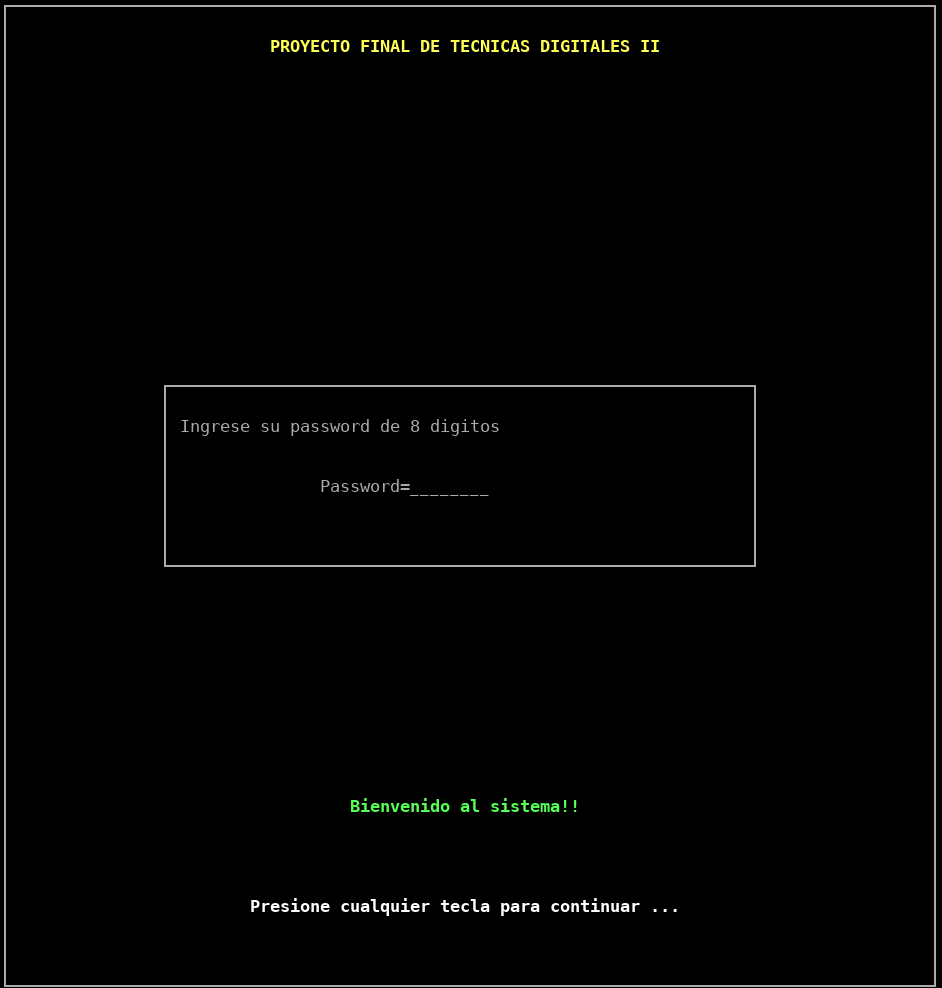 PROYECTO FINAL DE TECNICAS DIGITALES II
Ingrese su password de 8 digitos
Password=________
Bienvenido al sistema!!
Presione cualquier tecla para continuar ...